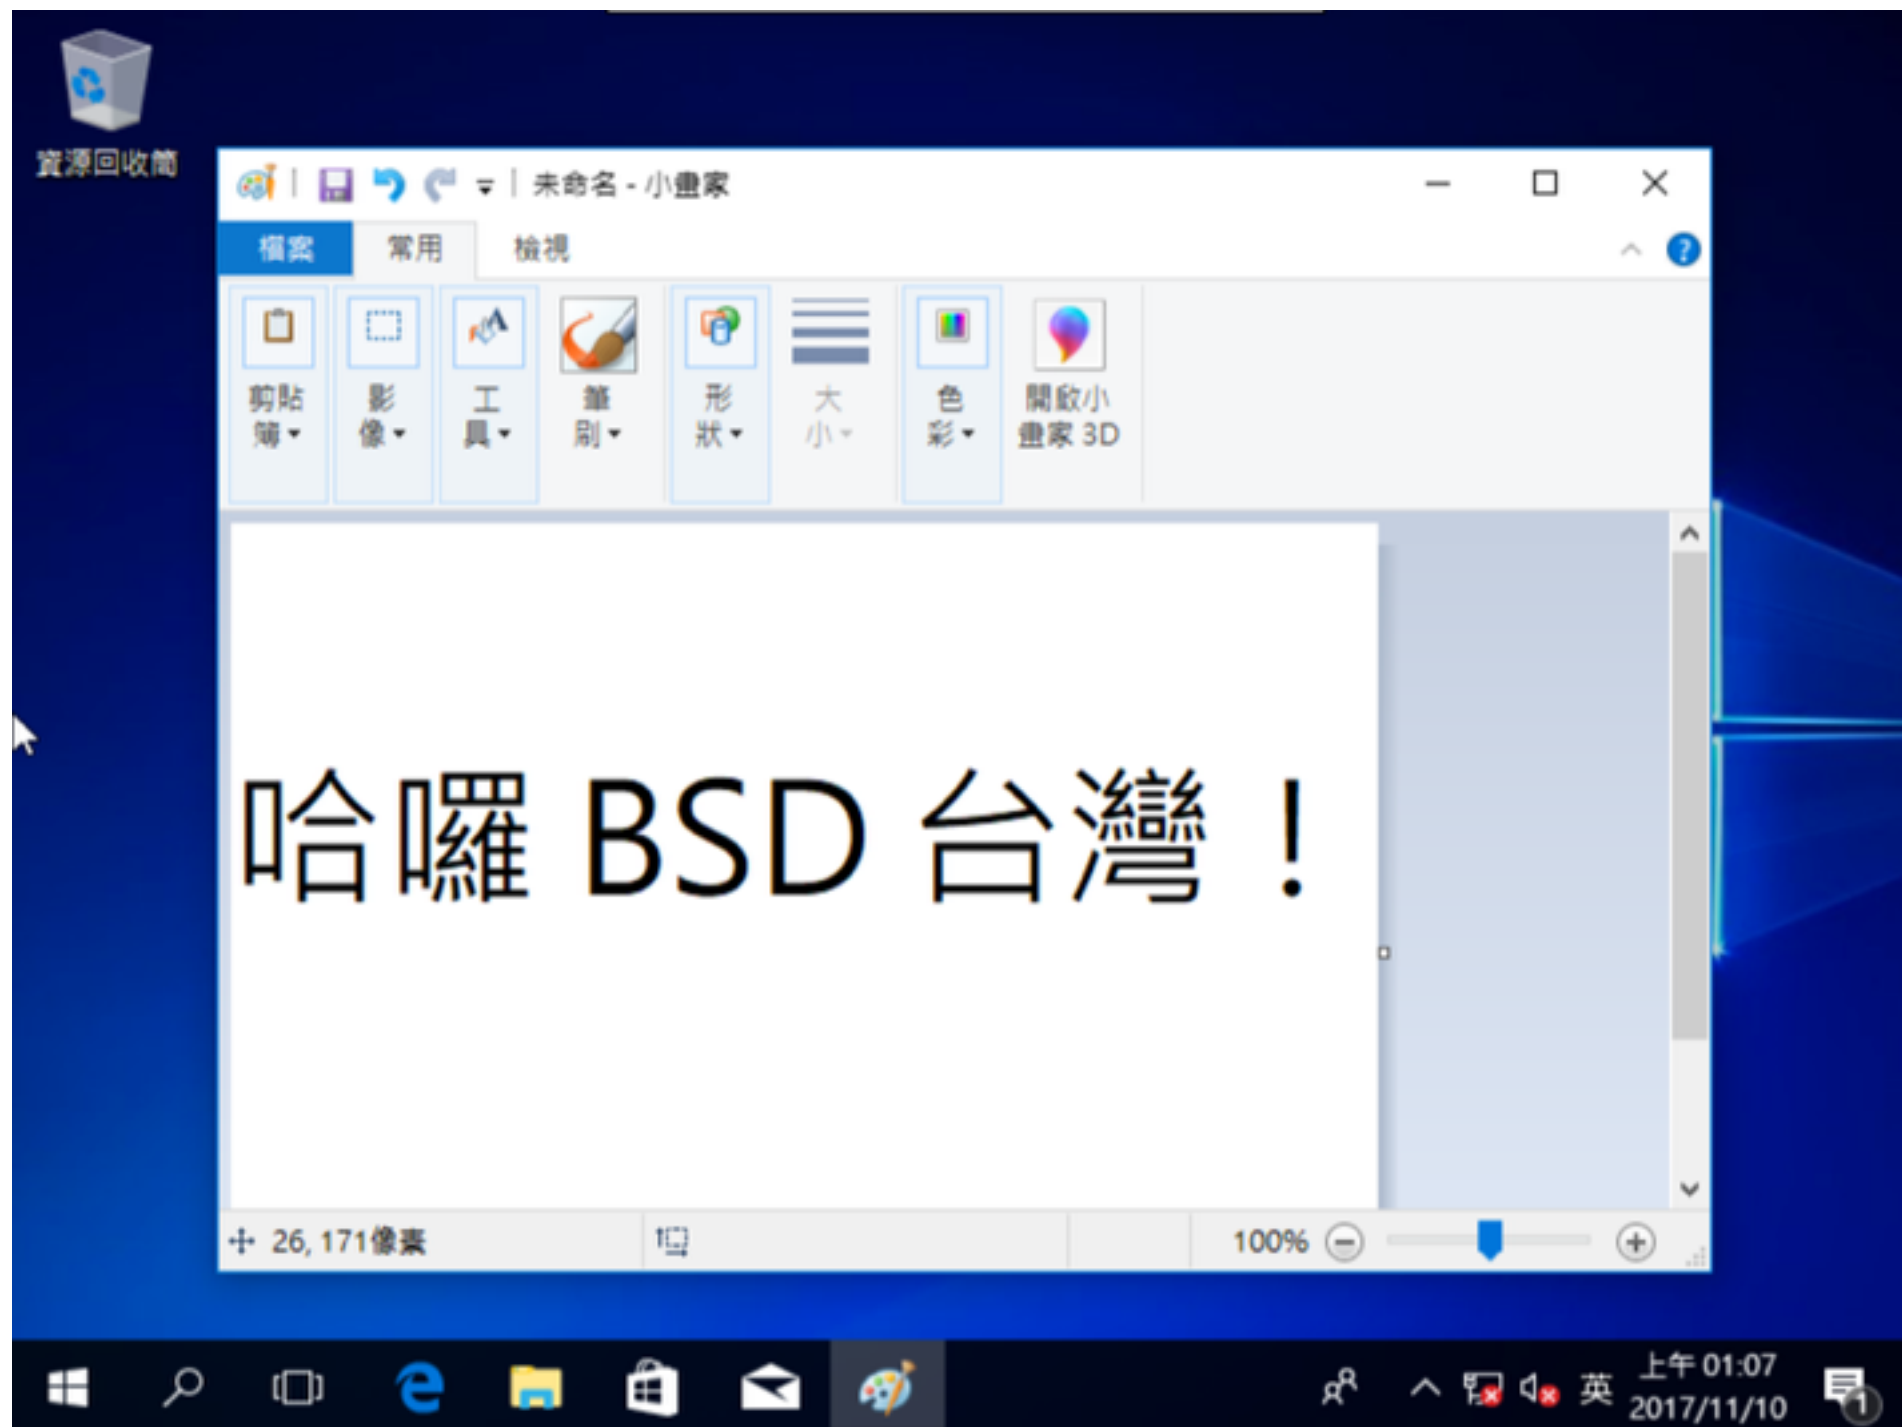 資源回收筒
未命名 - 小畫家
檔案 常用 檢視
剪貼簿 影像 工具 筆刷 形狀 大小 色彩 開啟小畫家 3D
哈囉 BSD 台灣！
26, 171像素
100%
英
上午 01:07
2017/11/10
1